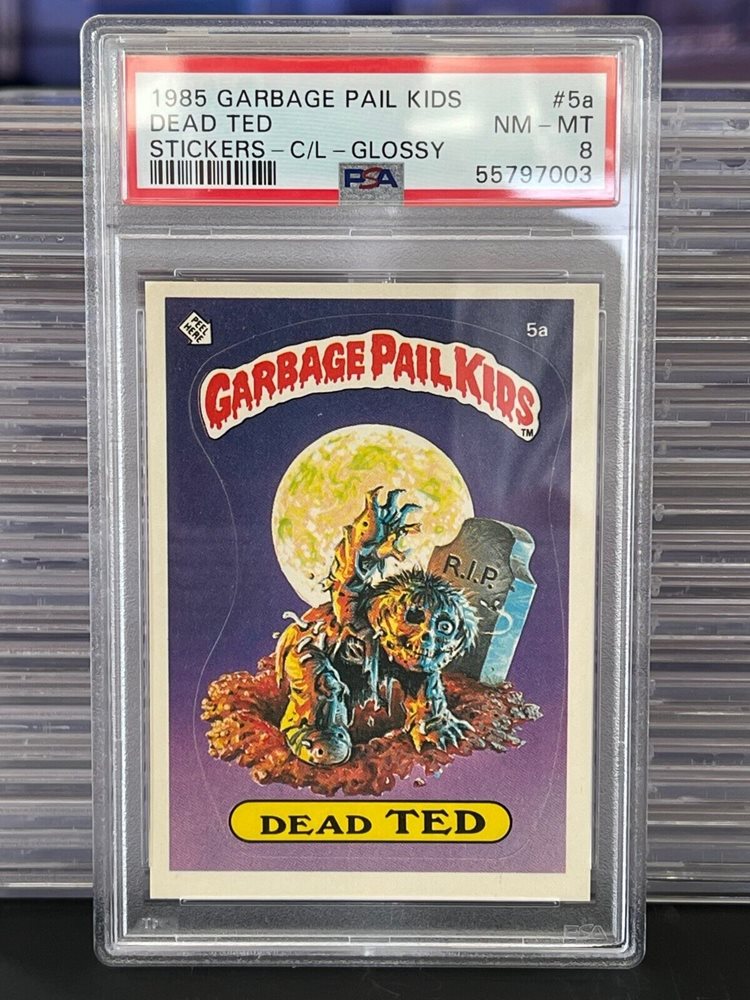 1985 GARBAGE PAIL KIDS #5a
DEAD TED NM - MT
STICKERS - C/L - GLOSSY 8
PSA 55797003
PEEL HERE
5a
GARBAGE PAIL KIDS
TM
R.I.P.
DEAD TED
PSA